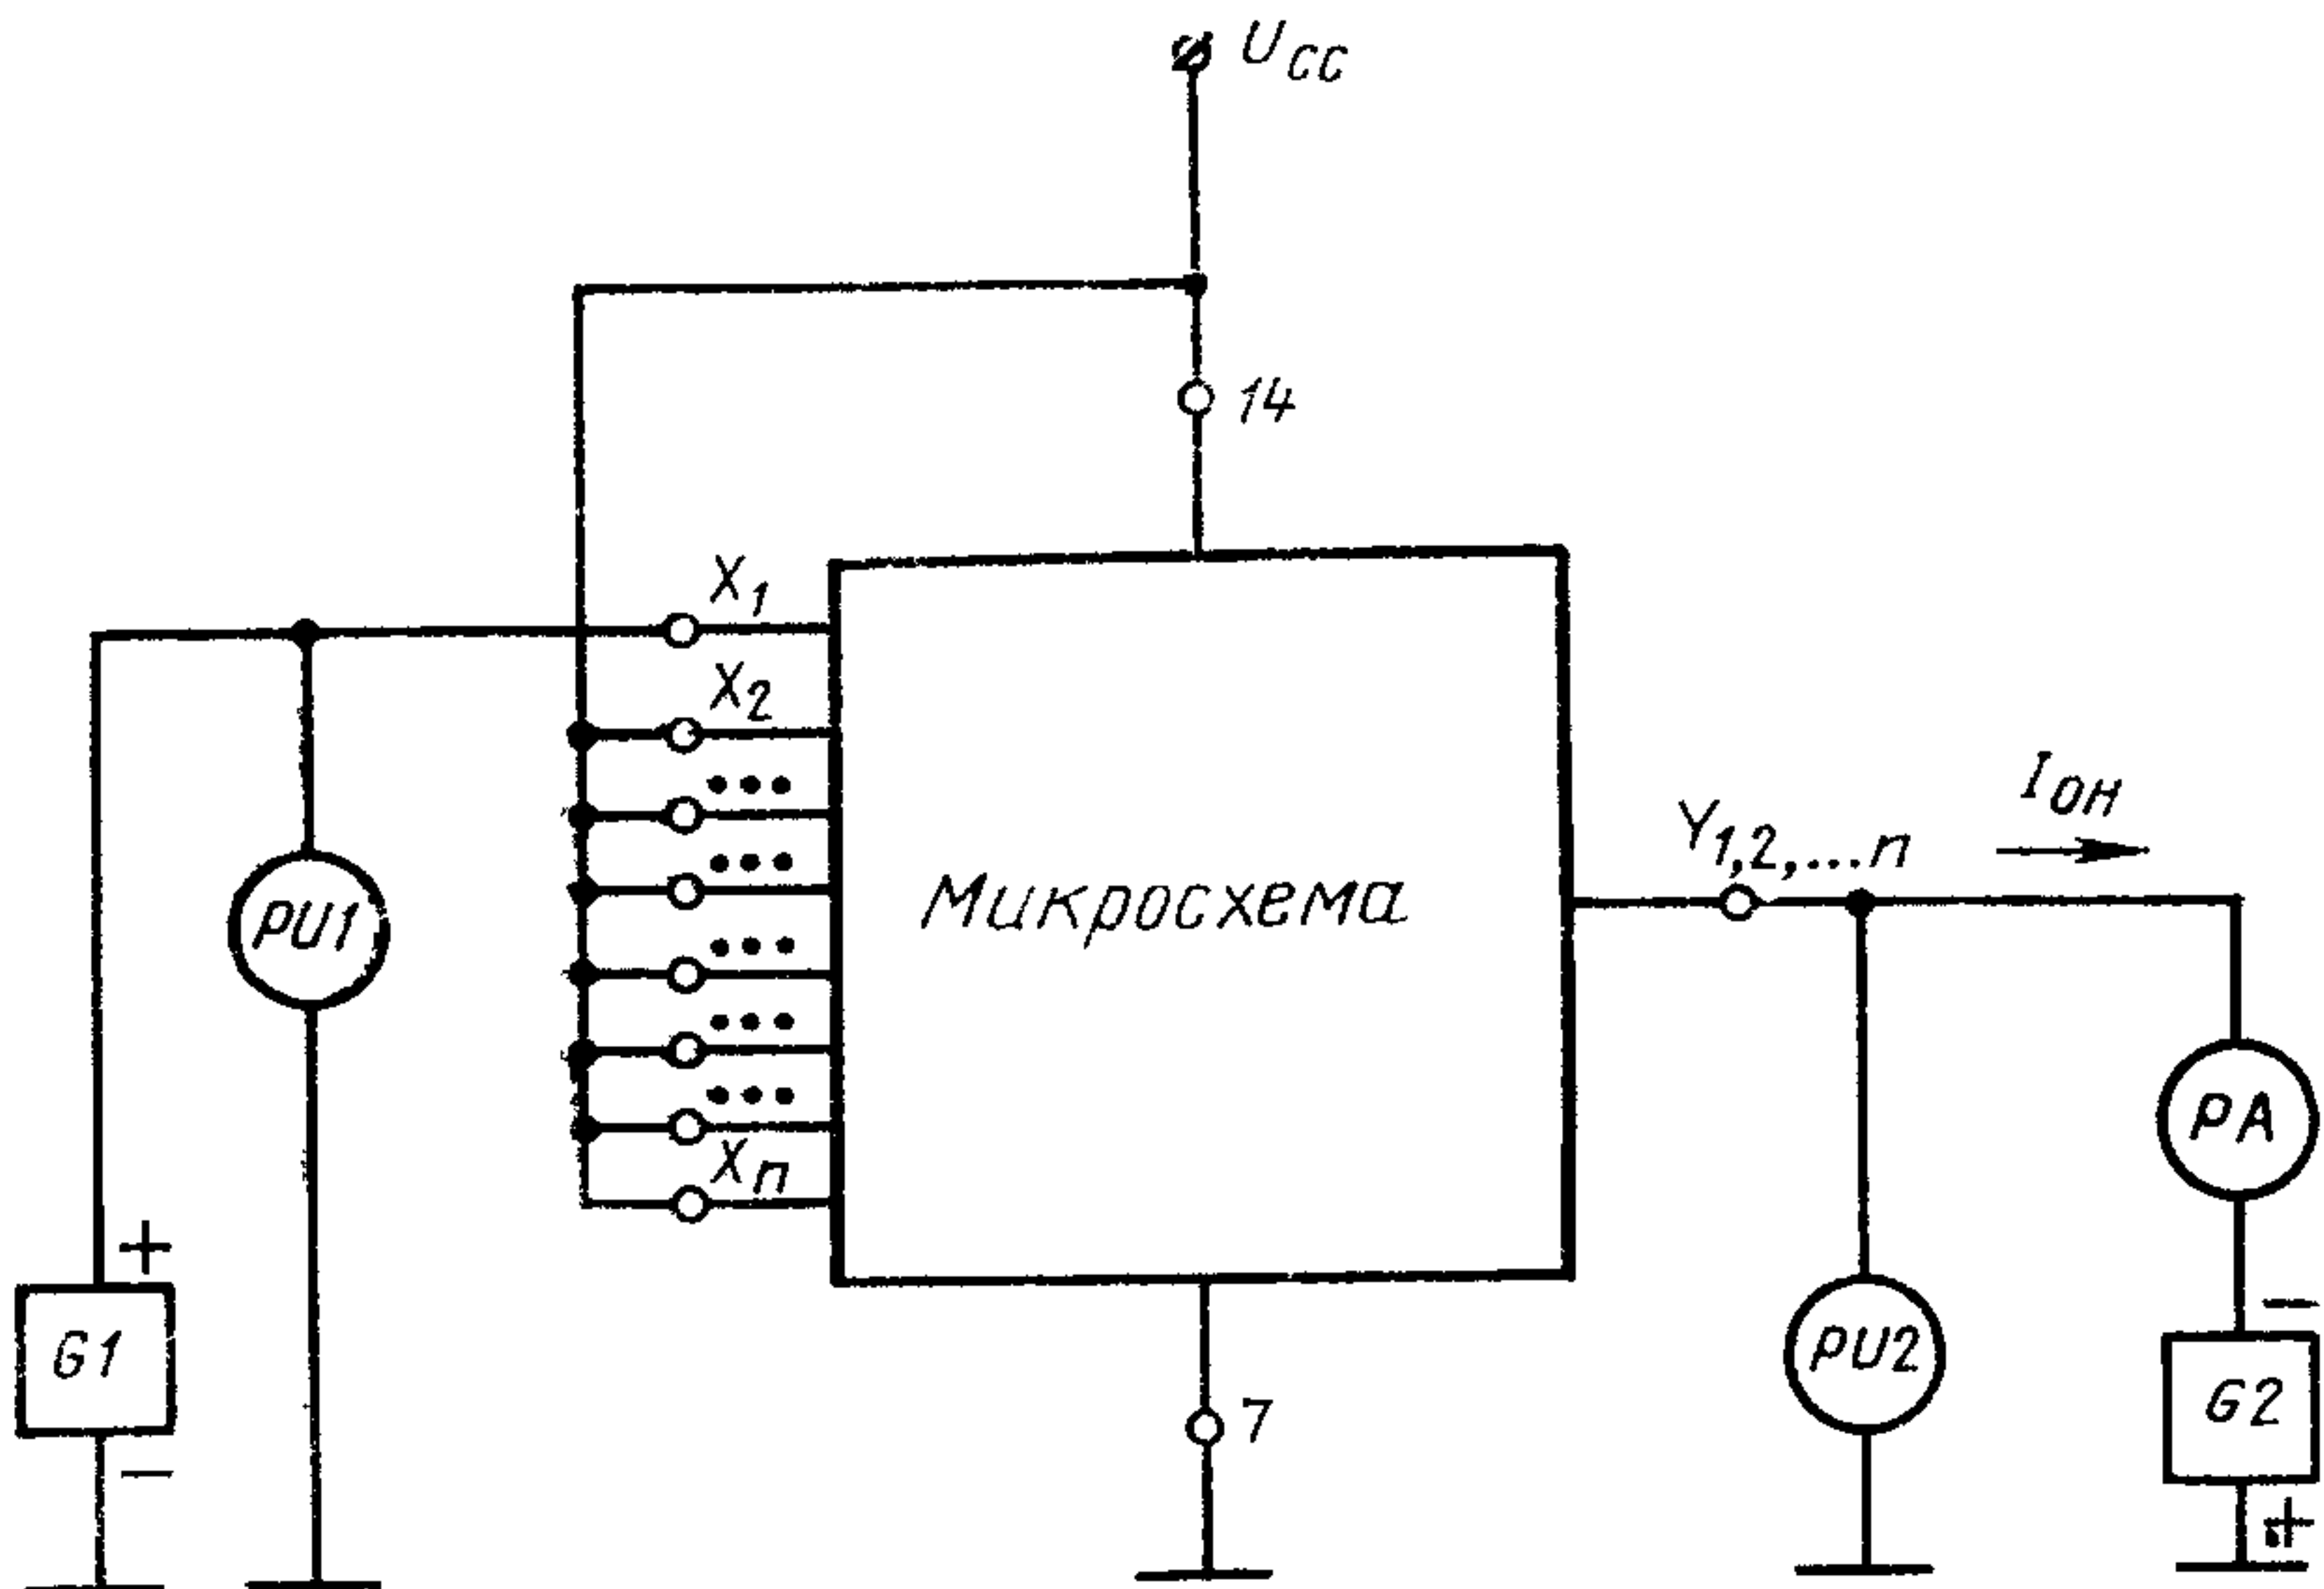 U_CC
14
X_1
X_2
•••
•••
•••
•••
•••
X_n
Микросхема
Y_1,2,...n
I_OH
PU1
PA
PU2
+
G1
−
−
G2
+
7